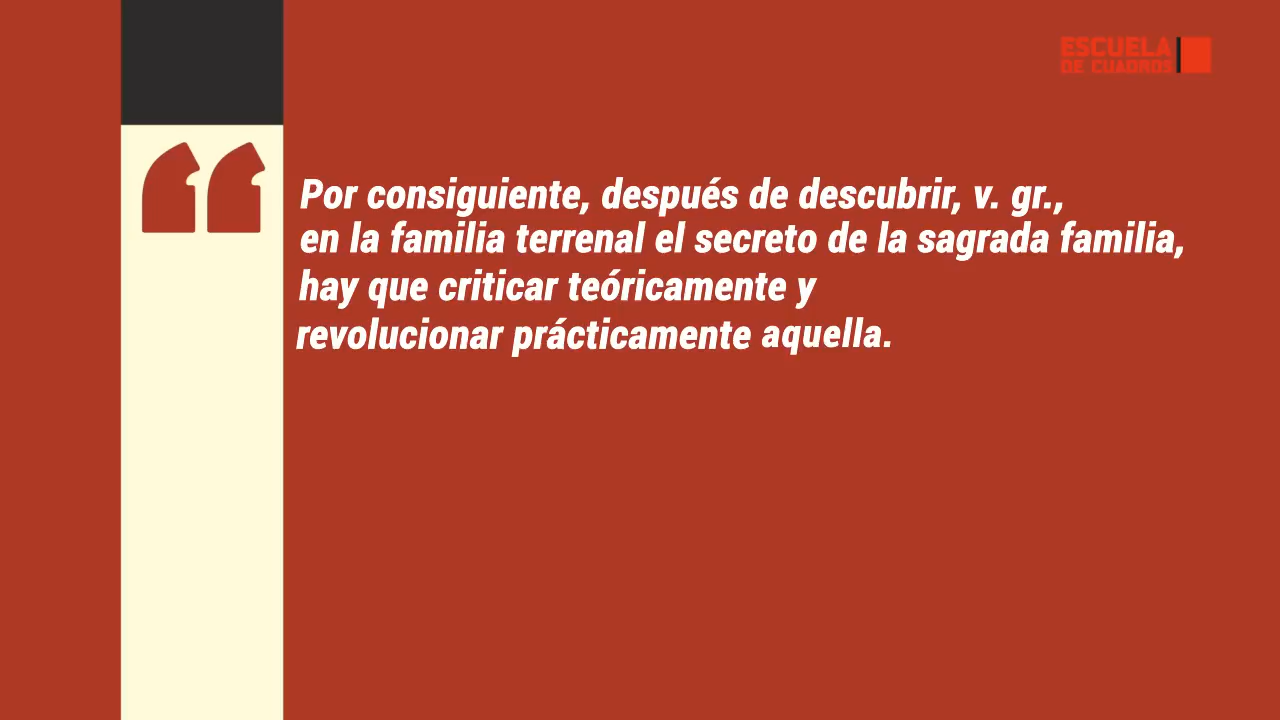 ESCUELA
DE CUADROS
Por consiguiente, después de descubrir, v. gr.,
en la familia terrenal el secreto de la sagrada familia,
hay que criticar teóricamente y
revolucionar prácticamente aquella.